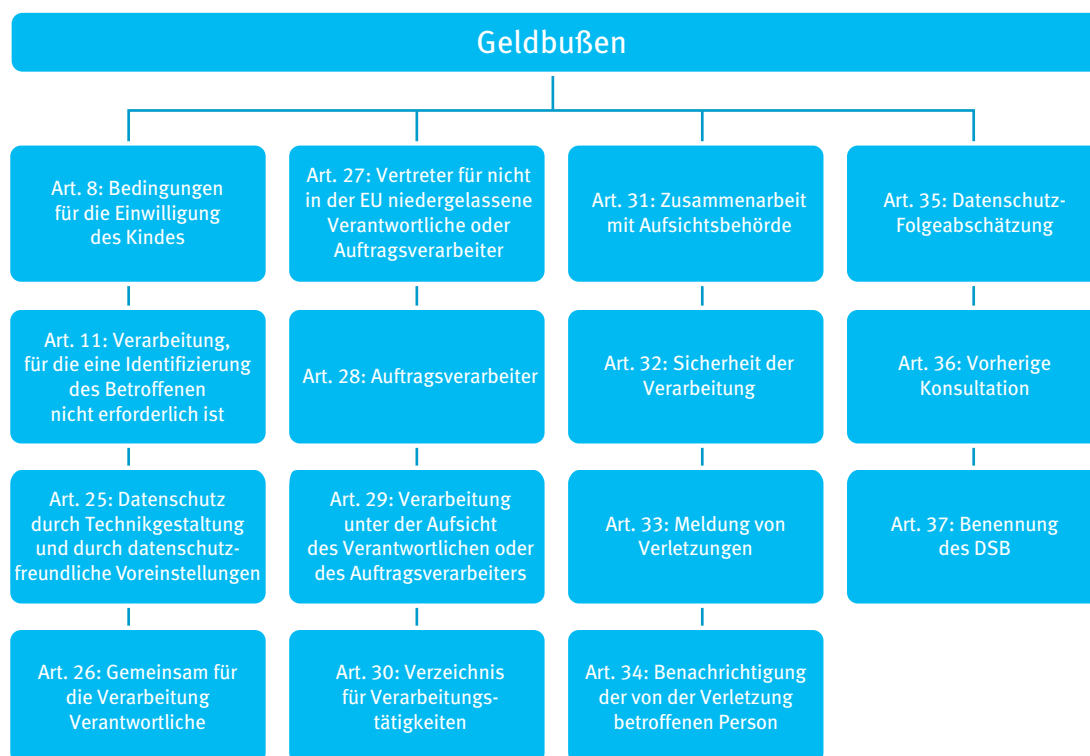 Geldbußen
Art. 8: Bedingungen
für die Einwilligung
des Kindes
Art. 11: Verarbeitung,
für die eine Identifizierung
des Betroffenen
nicht erforderlich ist
Art. 25: Datenschutz
durch Technikgestaltung
und durch datenschutz-
freundliche Voreinstellungen
Art. 26: Gemeinsam für
die Verarbeitung
Verantwortliche
Art. 27: Vertreter für nicht
in der EU niedergelassene
Verantwortliche oder
Auftragsverarbeiter
Art. 28: Auftragsverarbeiter
Art. 29: Verarbeitung
unter der Aufsicht
des Verantwortlichen oder
des Auftragsverarbeiters
Art. 30: Verzeichnis
für Verarbeitungs-
tätigkeiten
Art. 31: Zusammenarbeit
mit Aufsichtsbehörde
Art. 32: Sicherheit der
Verarbeitung
Art. 33: Meldung von
Verletzungen
Art. 34: Benachrichtigung
der von der Verletzung
betroffenen Person
Art. 35: Datenschutz-
Folgeabschätzung
Art. 36: Vorherige
Konsultation
Art. 37: Benennung
des DSB